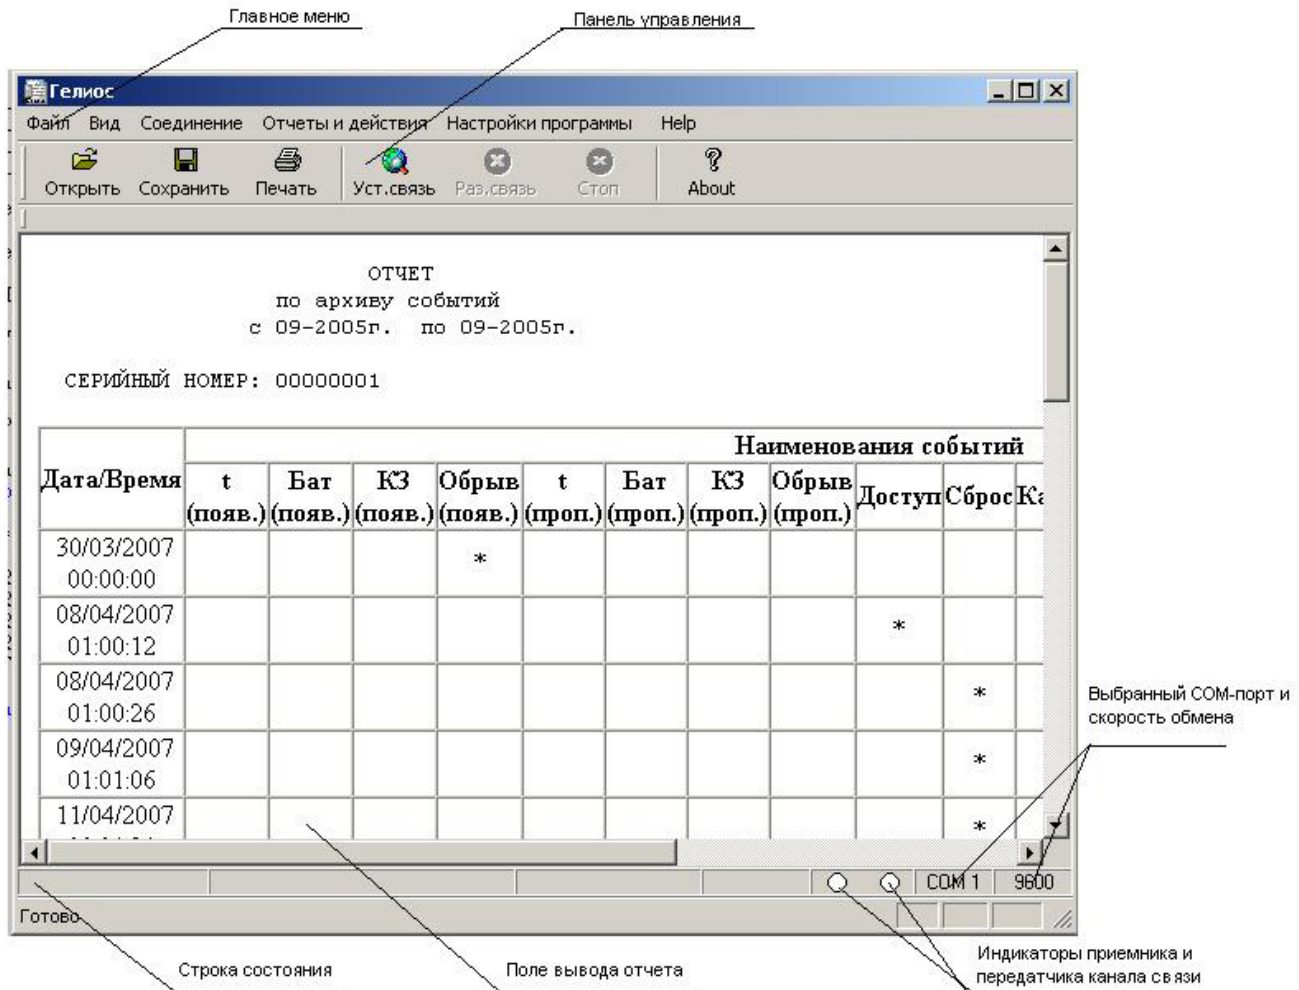 Главное меню
Панель управления
Гелиос
Файл Вид Соединение Отчеты и действия Настройки программы Help
Открыть Сохранить Печать Уст.связь Раз.связь Стоп About
ОТЧЕТ
по архиву событий
с 09-2005г. по 09-2005г.
СЕРИЙНЫЙ НОМЕР: 00000001
Наименования событий
Дата/Время t Бат КЗ Обрыв t Бат КЗ Обрыв Доступ Сброс
(появ.) (появ.) (появ.) (появ.) (проп.) (проп.) (проп.) (проп.)
30/03/2007 *
00:00:00
08/04/2007 *
01:00:12
08/04/2007 *
01:00:26
09/04/2007 *
01:01:06
11/04/2007 *
COM 1 9600
Готово
Выбранный COM-порт и
скорость обмена
Строка состояния
Поле вывода отчета
Индикаторы приемника и
передатчика канала связи